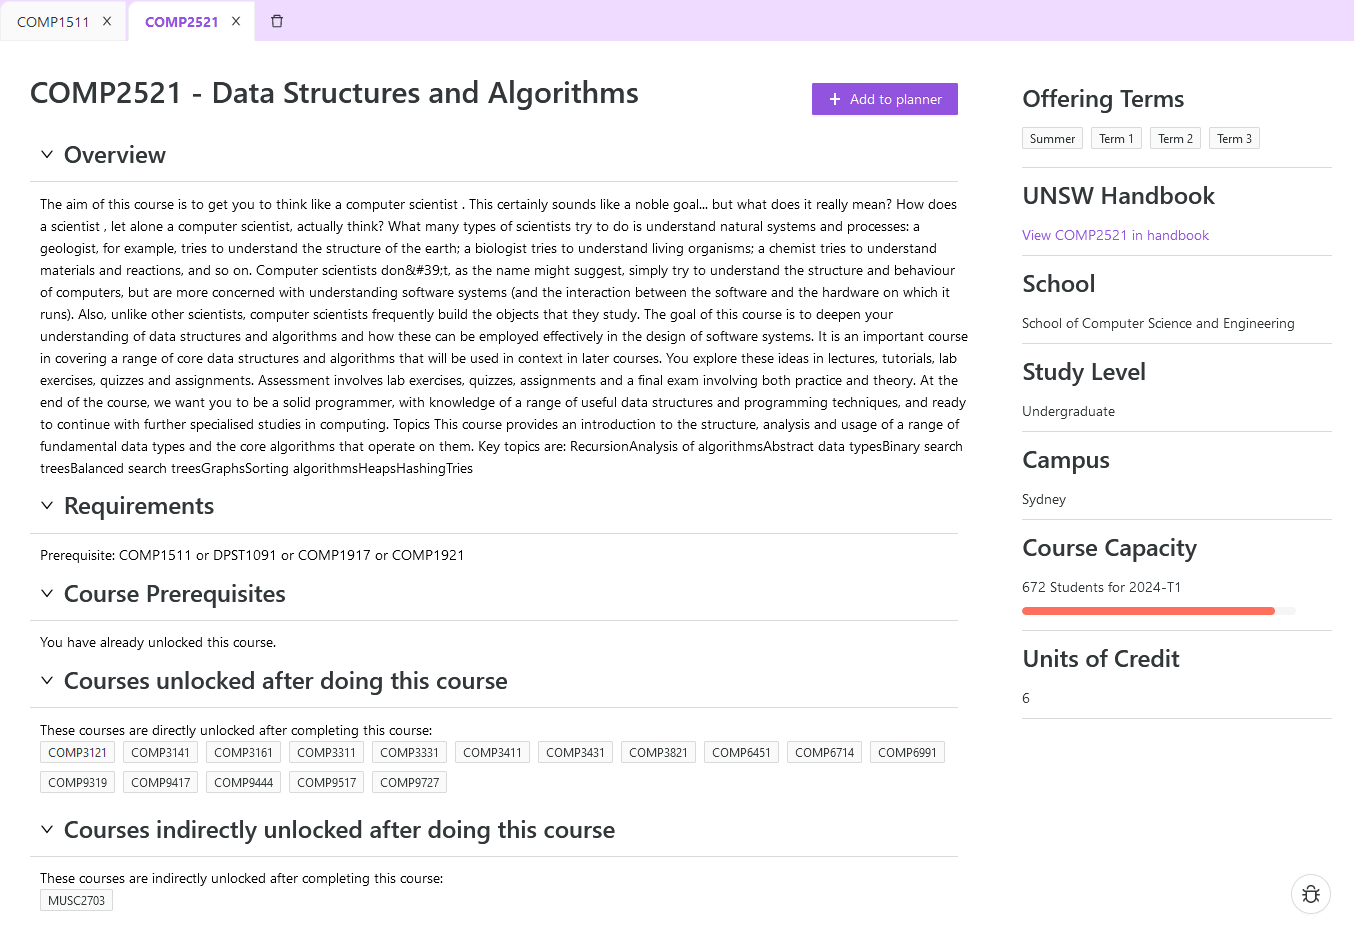 COMP1511
COMP2521
COMP2521 - Data Structures and Algorithms
Add to planner
Overview
The aim of this course is to get you to think like a computer scientist . This certainly sounds like a noble goal... but what does it really mean? How does
a scientist , let alone a computer scientist, actually think? What many types of scientists try to do is understand natural systems and processes: a
geologist, for example, tries to understand the structure of the earth; a biologist tries to understand living organisms; a chemist tries to understand
materials and reactions, and so on. Computer scientists don&#39;t, as the name might suggest, simply try to understand the structure and behaviour
of computers, but are more concerned with understanding software systems (and the interaction between the software and the hardware on which it
runs). Also, unlike other scientists, computer scientists frequently build the objects that they study. The goal of this course is to deepen your
understanding of data structures and algorithms and how these can be employed effectively in the design of software systems. It is an important course
in covering a range of core data structures and algorithms that will be used in context in later courses. You explore these ideas in lectures, tutorials, lab
exercises, quizzes and assignments. Assessment involves lab exercises, quizzes, assignments and a final exam involving both practice and theory. At the
end of the course, we want you to be a solid programmer, with knowledge of a range of useful data structures and programming techniques, and ready
to continue with further specialised studies in computing. Topics This course provides an introduction to the structure, analysis and usage of a range of
fundamental data types and the core algorithms that operate on them. Key topics are: RecursionAnalysis of algorithmsAbstract data typesBinary search
treesBalanced search treesGraphsSorting algorithmsHeapsHashingTries
Requirements
Prerequisite: COMP1511 or DPST1091 or COMP1917 or COMP1921
Course Prerequisites
You have already unlocked this course.
Courses unlocked after doing this course
These courses are directly unlocked after completing this course:
COMP3121 COMP3141 COMP3161 COMP3311 COMP3331 COMP3411 COMP3431 COMP3821 COMP6451 COMP6714 COMP6991
COMP9319 COMP9417 COMP9444 COMP9517 COMP9727
Courses indirectly unlocked after doing this course
These courses are indirectly unlocked after completing this course:
MUSC2703
Offering Terms
Summer Term 1 Term 2 Term 3
UNSW Handbook
View COMP2521 in handbook
School
School of Computer Science and Engineering
Study Level
Undergraduate
Campus
Sydney
Course Capacity
672 Students for 2024-T1
Units of Credit
6